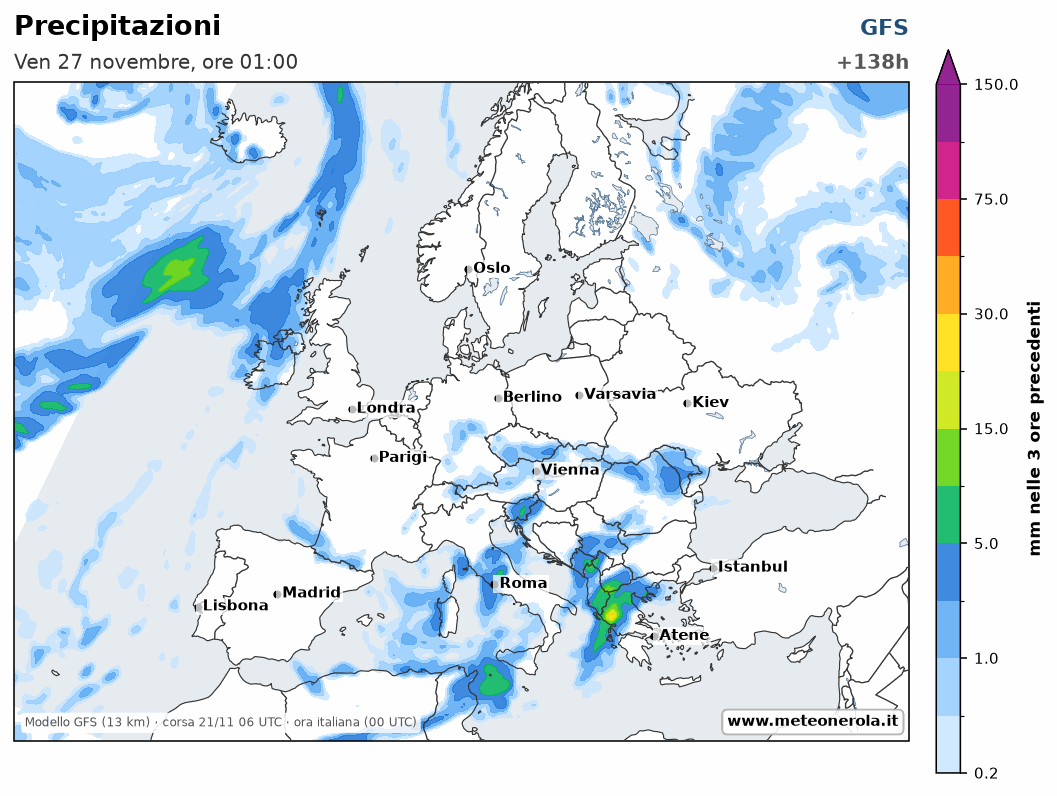 Precipitazioni
GFS
Ven 27 novembre, ore 01:00
+138h
150.0
75.0
30.0
15.0
5.0
1.0
0.2
mm nelle 3 ore precedenti
Oslo
Berlino
Varsavia
Kiev
Londra
Parigi
Vienna
Istanbul
Roma
Madrid
Lisbona
Atene
Modello GFS (13 km) · corsa 21/11 06 UTC · ora italiana (00 UTC)
www.meteonerola.it